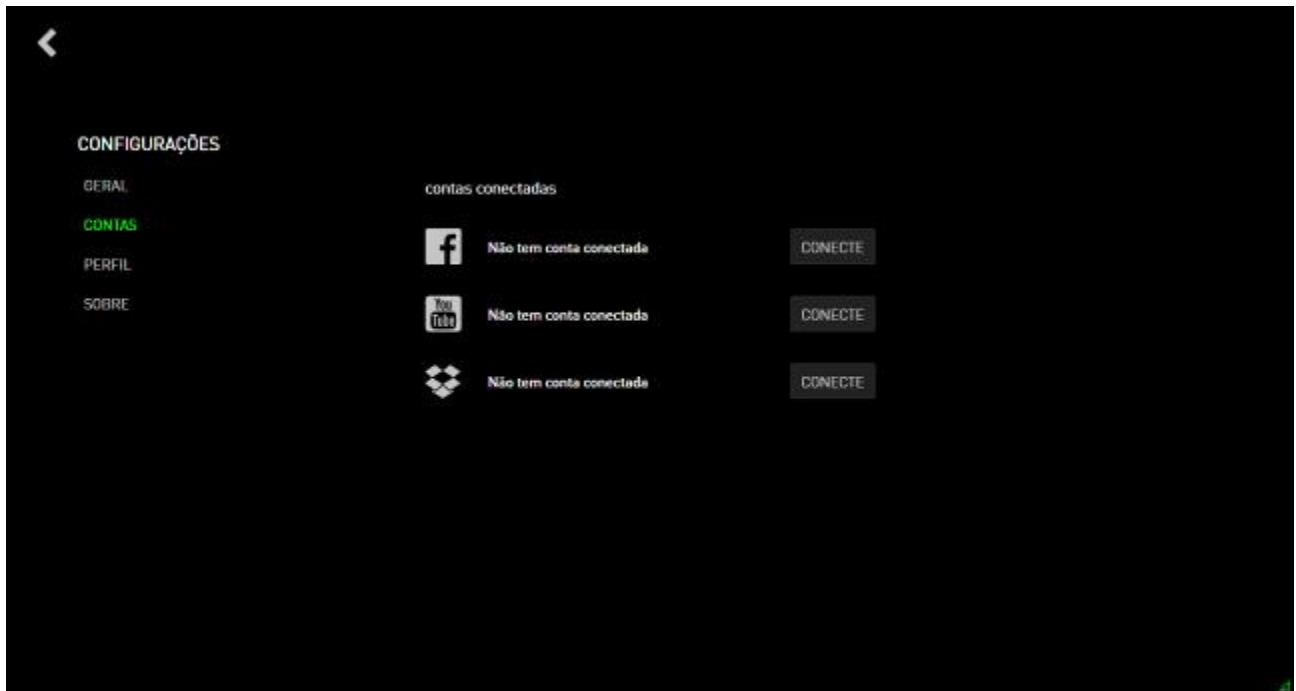 CONFIGURAÇÕES
GERAL
CONTAS
PERFIL
SOBRE
contas conectadas
Não tem conta conectada
CONECTE
You
Tube
Não tem conta conectada
CONECTE
Não tem conta conectada
CONECTE